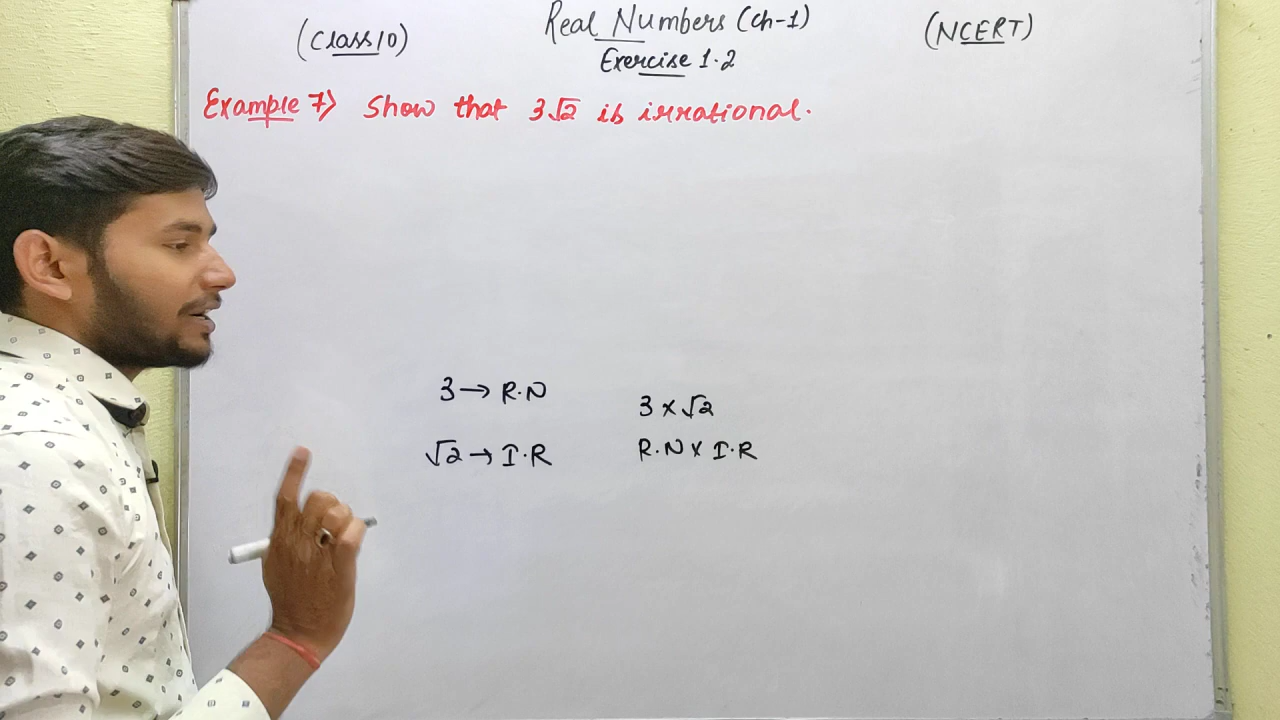 (Class 10) Real Numbers (Ch-1) (NCERT)
Exercise 1.2
Example 7) Show that 3√2 is irrational.
3 → R.N
√2 → I.R
3 x √2
R.N x I.R